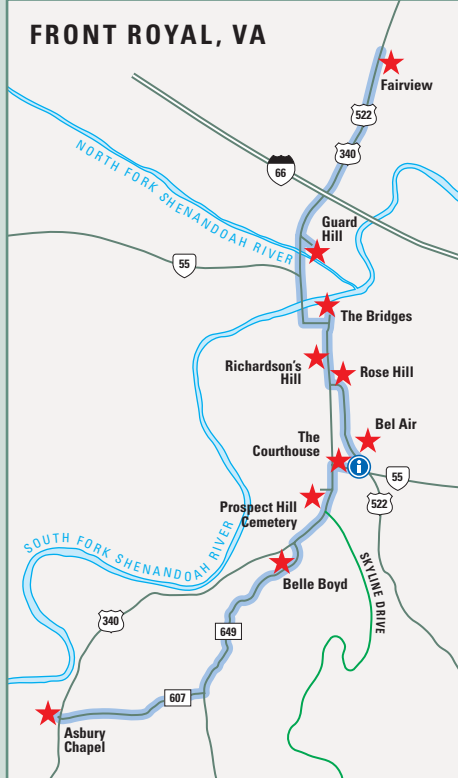 FRONT ROYAL, VA
Fairview
522
340
66
NORTH FORK SHENANDOAH RIVER
Guard
Hill
55
The Bridges
Richardson's
Hill
Rose Hill
Bel Air
The
Courthouse
i
55
522
Prospect Hill
Cemetery
SOUTH FORK SHENANDOAH RIVER
SKYLINE DRIVE
Belle Boyd
340
649
607
Asbury
Chapel